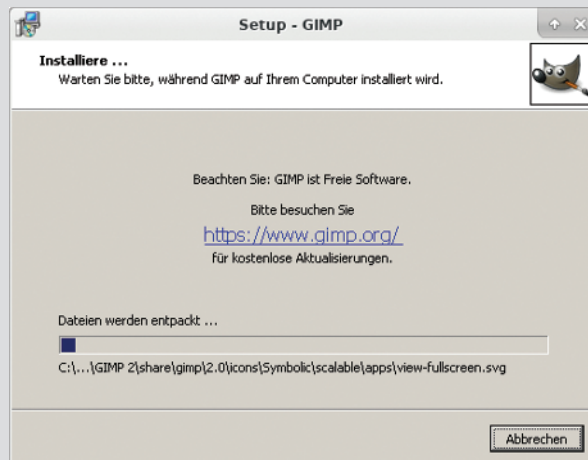 Setup - GIMP
Installiere ...
Warten Sie bitte, während GIMP auf Ihrem Computer installiert wird.
Beachten Sie: GIMP ist Freie Software.
Bitte besuchen Sie
https://www.gimp.org/
für kostenlose Aktualisierungen.
Dateien werden entpackt ...
C:\...\GIMP 2\share\gimp\2.0\icons\Symbolic\scalable\apps\view-fullscreen.svg
Abbrechen